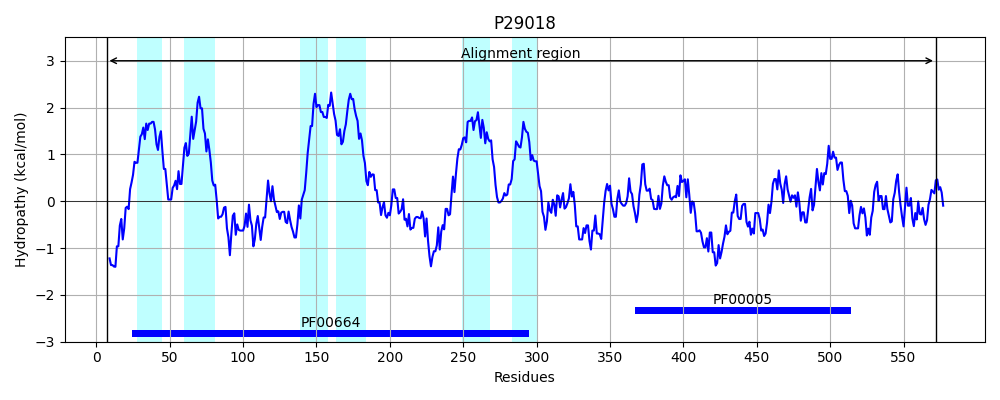 P29018
Alignment region
Hydropathy (kcal/mol)
3
2
1
0
−1
−2
−3
PF00005
PF00664
0 50 100 150 200 250 300 350 400 450 500 550
Residues